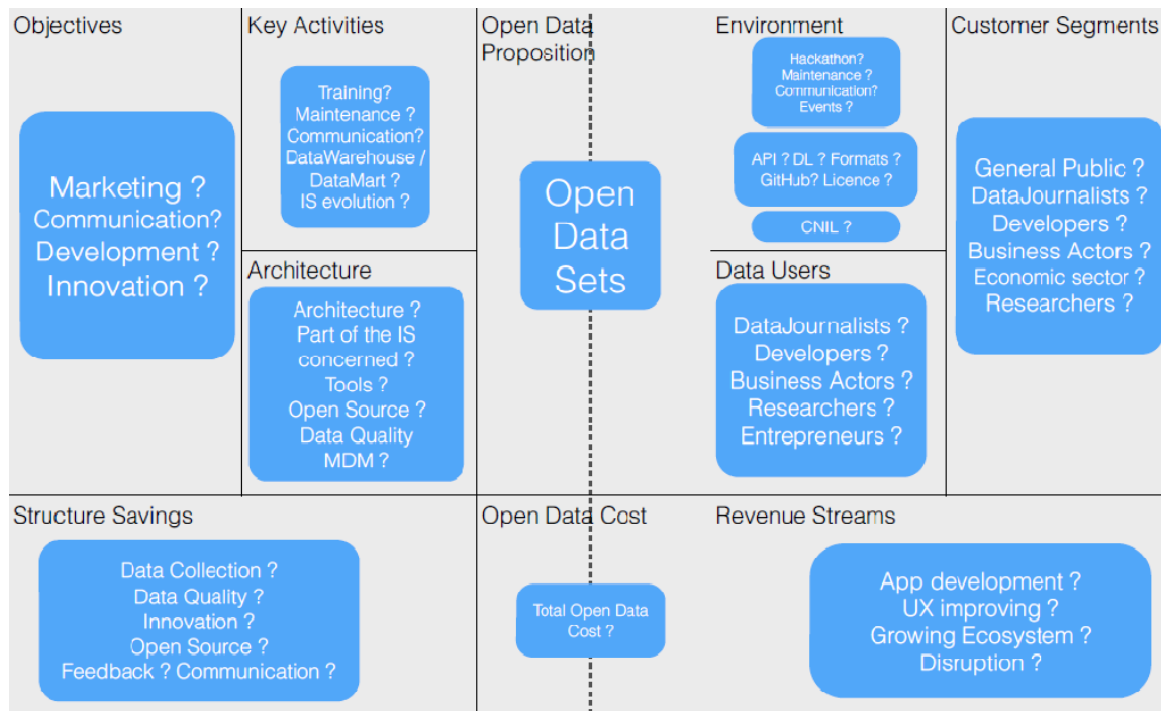 Objectives
Marketing ?
Communication?
Development ?
Innovation ?
Key Activities
Training?
Maintenance ?
Communication?
DataWarehouse /
DataMart ?
IS evolution ?
Architecture
Architecture ?
Part of the IS
concerned ?
Tools ?
Open Source ?
Data Quality
MDM ?
Open Data
Proposition
Open
Data
Sets
Environment
Hackathon?
Maintenance ?
Communication?
Events ?
API ? DL ? Formats ?
GitHub? Licence ?
CNIL ?
Data Users
DataJournalists ?
Developers ?
Business Actors ?
Researchers ?
Entrepreneurs ?
Customer Segments
General Public ?
DataJournalists ?
Developers ?
Business Actors ?
Economic sector ?
Researchers ?
Structure Savings
Data Collection ?
Data Quality ?
Innovation ?
Open Source ?
Feedback ? Communication ?
Open Data Cost
Total Open Data
Cost ?
Revenue Streams
App development ?
UX improving ?
Growing Ecosystem ?
Disruption ?